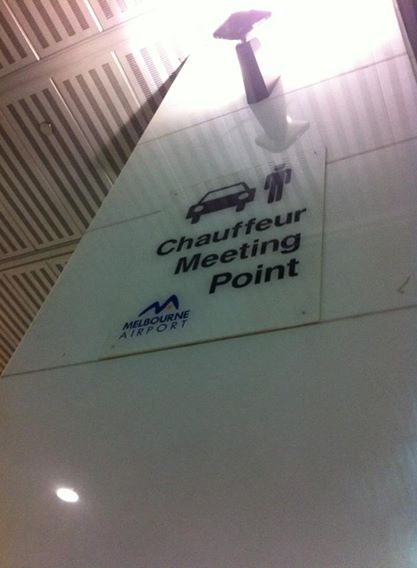 Chauffeur
Meeting
Point
MELBOURNE
AIRPORT